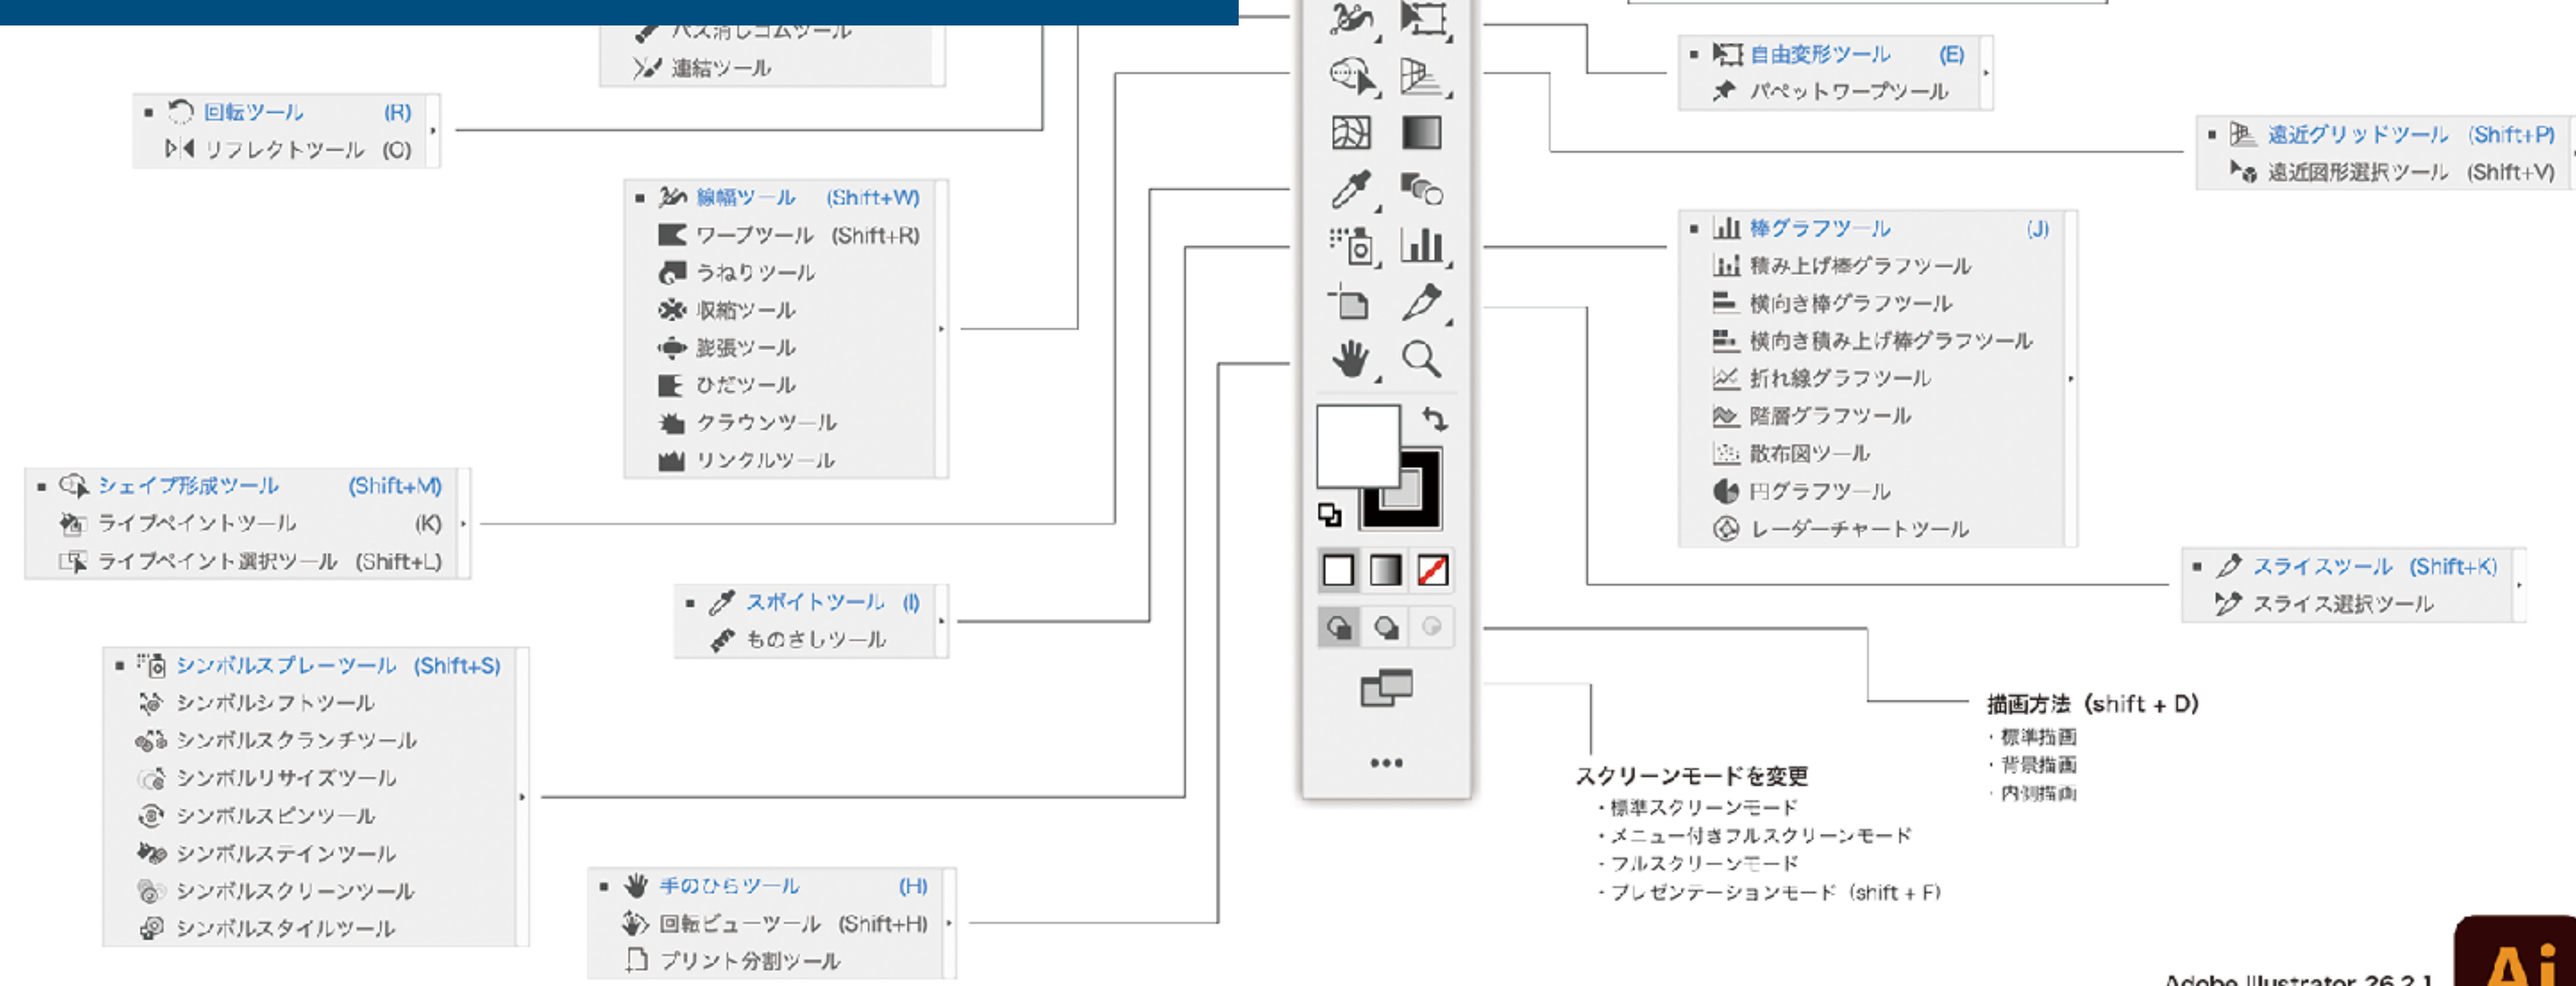 パス消しゴムツール
連結ツール
回転ツール (R)
リフレクトツール (O)
線幅ツール (Shift+W)
ワープツール (Shift+R)
うねりツール
収縮ツール
膨張ツール
ひだツール
クラウンツール
リンクルツール
シェイプ形成ツール (Shift+M)
ライブペイントツール (K)
ライブペイント選択ツール (Shift+L)
スポイトツール (I)
ものさしツール
シンボルスプレーツール (Shift+S)
シンボルシフトツール
シンボルスクランチツール
シンボルリサイズツール
シンボルスピンツール
シンボルステインツール
シンボルスクリーンツール
シンボルスタイルツール
手のひらツール (H)
回転ビューツール (Shift+H)
プリント分割ツール
自由変形ツール (E)
パペットワープツール
遠近グリッドツール (Shift+P)
遠近図形選択ツール (Shift+V)
棒グラフツール (J)
積み上げ棒グラフツール
横向き棒グラフツール
横向き積み上げ棒グラフツール
折れ線グラフツール
階層グラフツール
散布図ツール
円グラフツール
レーダーチャートツール
スライスツール (Shift+K)
スライス選択ツール
描画方法（shift + D）
・標準描画
・背景描画
・内側描画
スクリーンモードを変更
・標準スクリーンモード
・メニュー付きフルスクリーンモード
・フルスクリーンモード
・プレゼンテーションモード（shift + F）
Adobe Illustrator 26.2.1
Ai